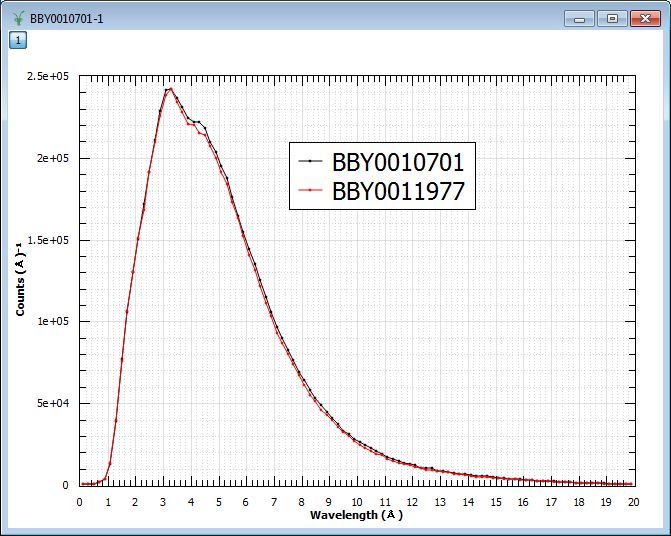 BBY0010701-1
1
2.5e+05
2e+05
1.5e+05
1e+05
5e+04
0
Counts (Å)⁻¹
BBY0010701
BBY0011977
0 1 2 3 4 5 6 7 8 9 10 11 12 13 14 15 16 17 18 19 20
Wavelength (Å)